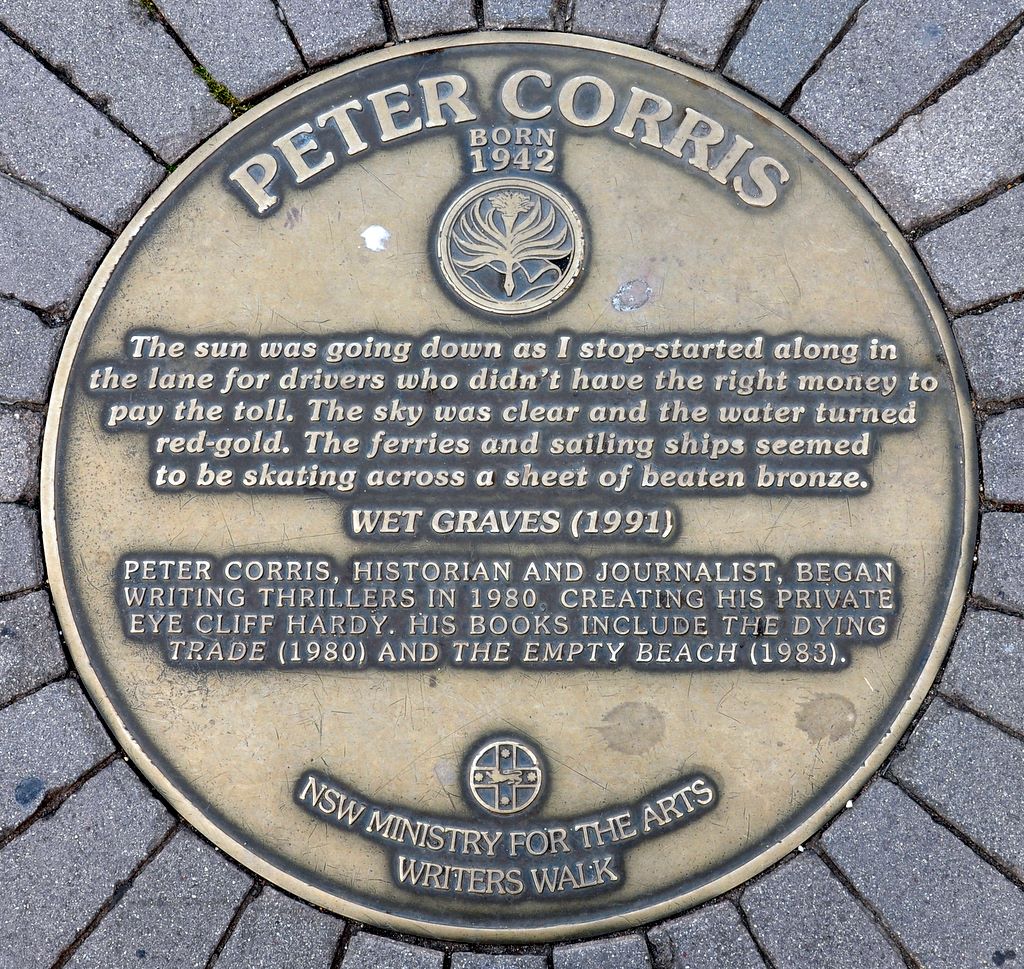 PETER CORRIS
BORN
1942
The sun was going down as I stop-started along in
the lane for drivers who didn't have the right money to
pay the toll. The sky was clear and the water turned
red-gold. The ferries and sailing ships seemed
to be skating across a sheet of beaten bronze.
WET GRAVES (1991)
PETER CORRIS, HISTORIAN AND JOURNALIST, BEGAN
WRITING THRILLERS IN 1980, CREATING HIS PRIVATE
EYE CLIFF HARDY. HIS BOOKS INCLUDE THE DYING
TRADE (1980) AND THE EMPTY BEACH (1983).
NSW MINISTRY FOR THE ARTS
WRITERS WALK